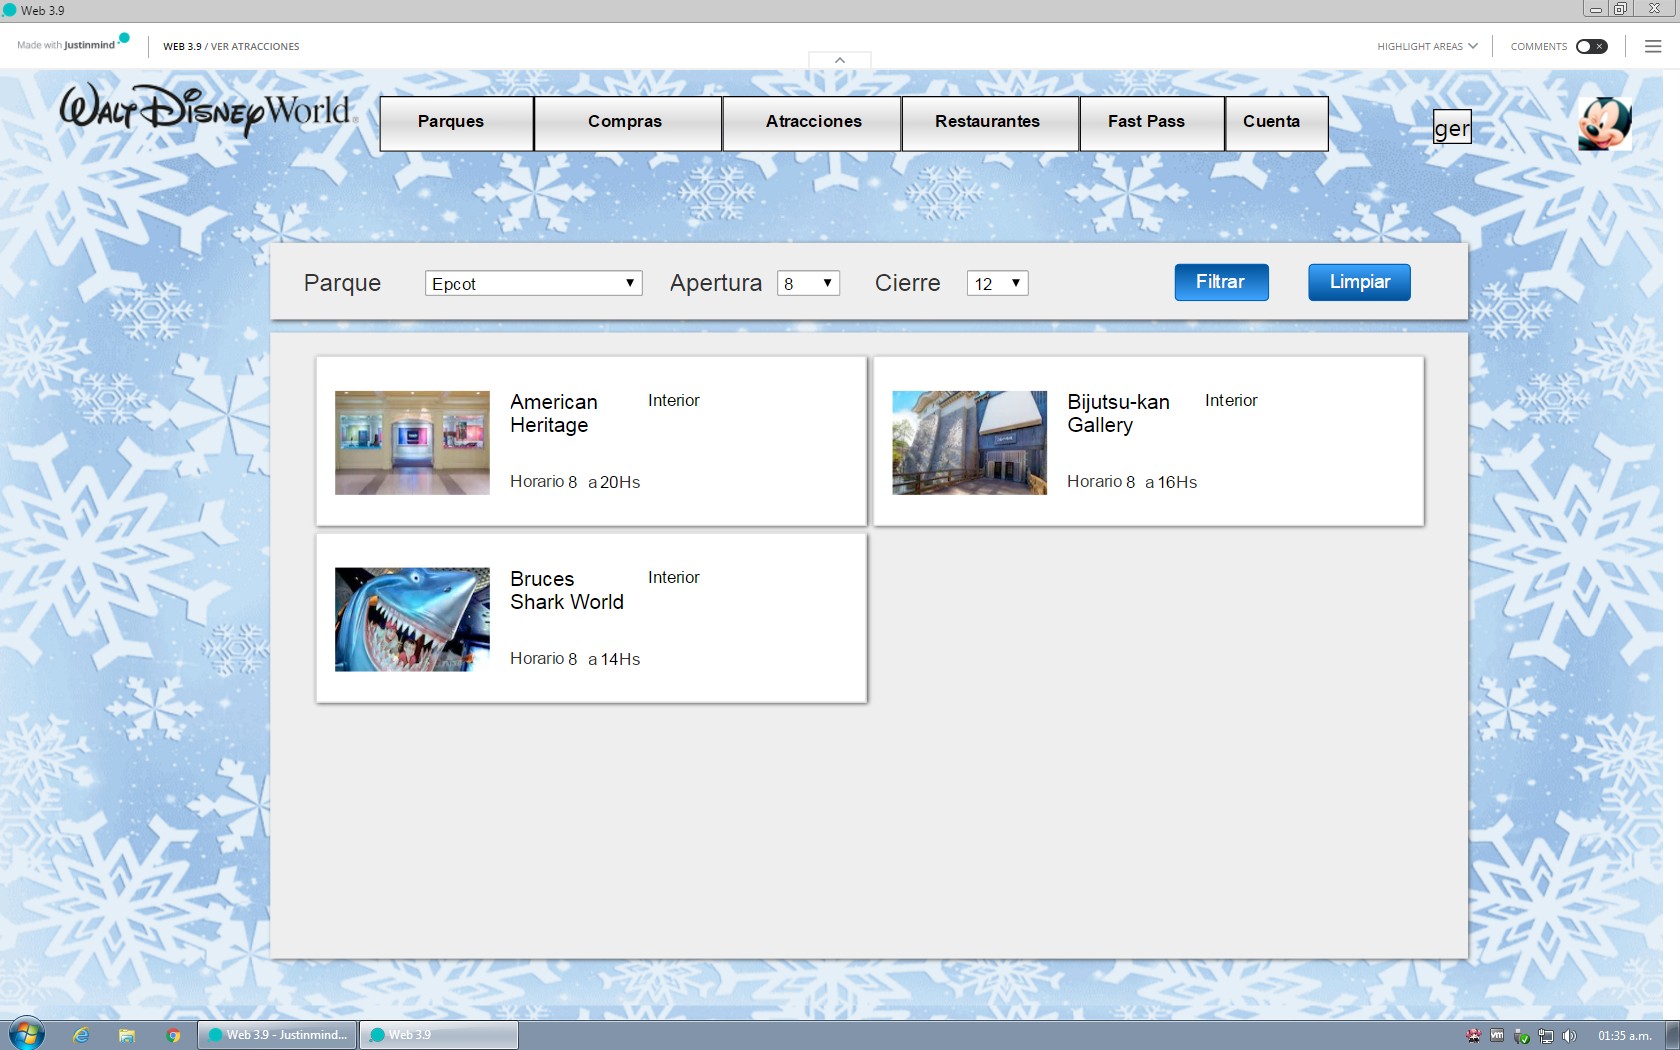 Web 3.9
Made with Justinmind
WEB 3.9 / VER ATRACCIONES
HIGHLIGHT AREAS
COMMENTS
WALT DISNEY World
Parques
Compras
Atracciones
Restaurantes
Fast Pass
Cuenta
ger
Parque
Epcot
Apertura
8
Cierre
12
Filtrar
Limpiar
American
Heritage
Interior
Horario 8 a 20Hs
Bijutsu-kan
Gallery
Interior
Horario 8 a 16Hs
Bruces
Shark World
Interior
Horario 8 a 14Hs
Web 3.9 - Justinmind...
Web 3.9
01:35 a.m.